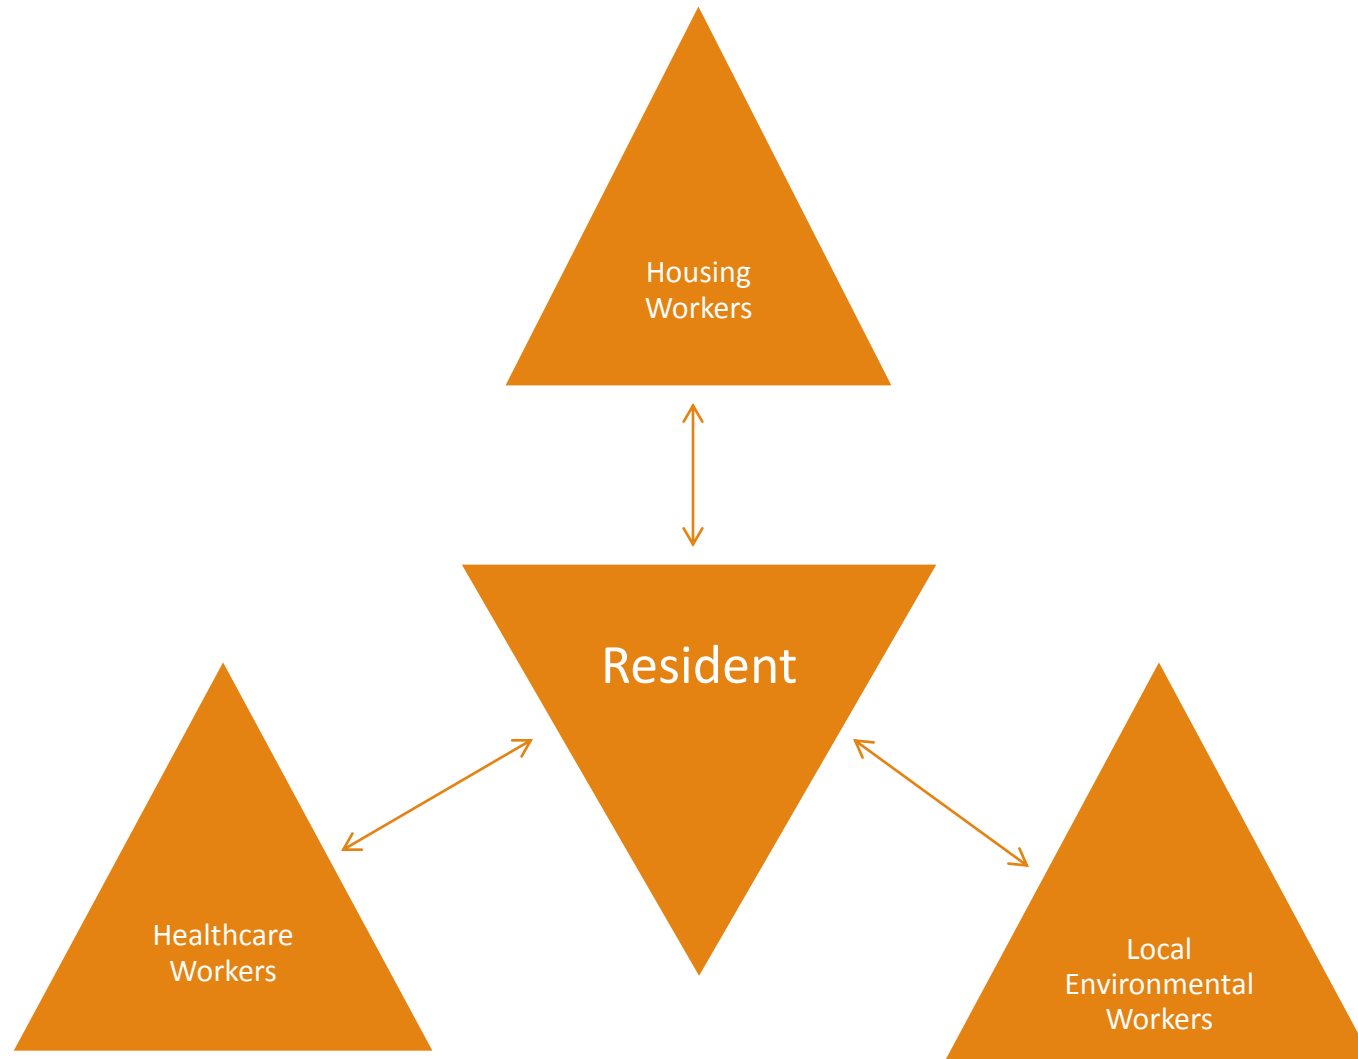 Housing
Workers
Resident
Healthcare
Workers
Local
Environmental
Workers